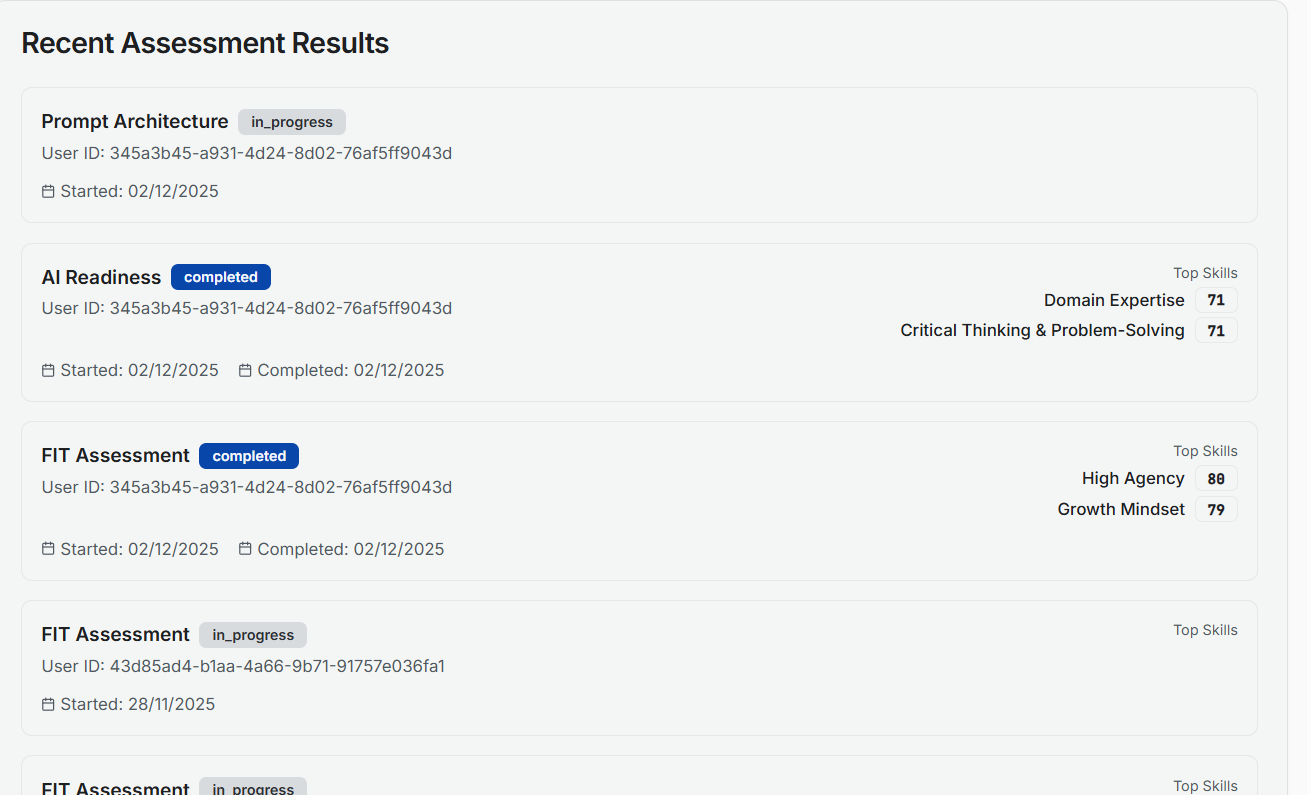 Recent Assessment Results
Prompt Architecture in_progress
User ID: 345a3b45-a931-4d24-8d02-76af5ff9043d
Started: 02/12/2025
AI Readiness completed
User ID: 345a3b45-a931-4d24-8d02-76af5ff9043d
Top Skills
Domain Expertise 71
Critical Thinking & Problem-Solving 71
Started: 02/12/2025 Completed: 02/12/2025
FIT Assessment completed
User ID: 345a3b45-a931-4d24-8d02-76af5ff9043d
Top Skills
High Agency 80
Growth Mindset 79
Started: 02/12/2025 Completed: 02/12/2025
FIT Assessment in_progress
Top Skills
User ID: 43d85ad4-b1aa-4a66-9b71-91757e036fa1
Started: 28/11/2025
FIT Assessment in_progress
Top Skills